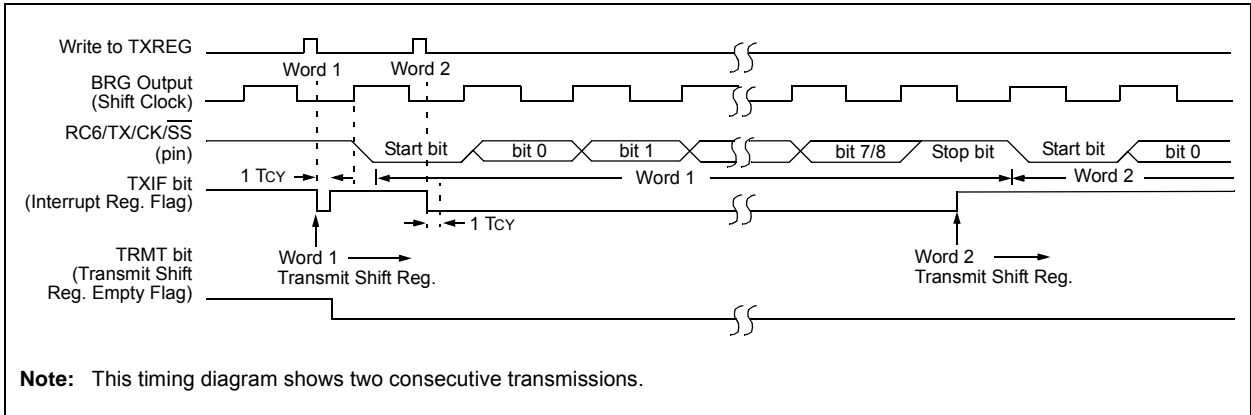 Write to TXREG
Word 1 Word 2
BRG Output
(Shift Clock)
RC6/TX/CK/SS
(pin)
Start bit bit 0 bit 1 bit 7/8 Stop bit Start bit bit 0
1 TCY
Word 1 Word 2
TXIF bit
(Interrupt Reg. Flag)
1 TCY
TRMT bit
(Transmit Shift
Reg. Empty Flag)
Word 1
Transmit Shift Reg.
Word 2
Transmit Shift Reg.
Note: This timing diagram shows two consecutive transmissions.